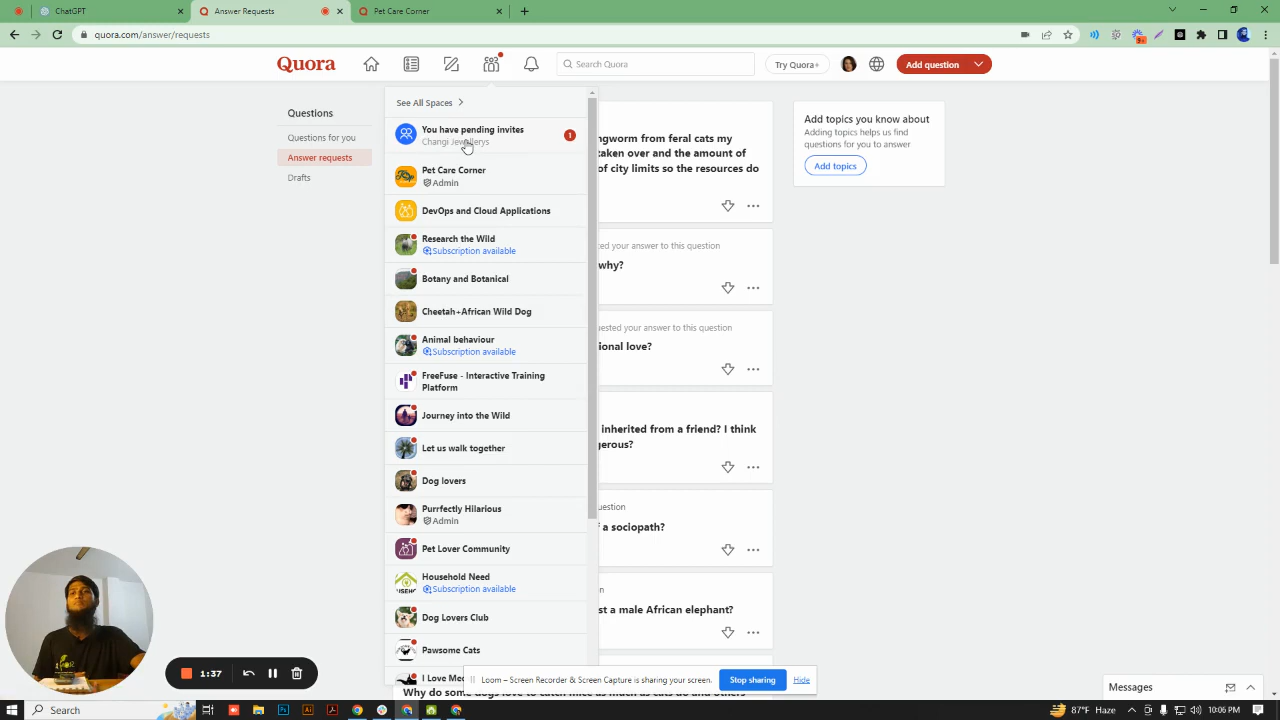 ChatGPT
Answer Requests
Pet Care Corner
quora.com/answer/requests
Quora
Search Quora
Try Quora+
Add question
Questions
Questions for you
Answer requests
Drafts
See All Spaces
You have pending invites
Changi Jewellerys
1
Pet Care Corner
Admin
DevOps and Cloud Applications
Research the Wild
Subscription available
Botany and Botanical
Cheetah+African Wild Dog
Animal behaviour
Subscription available
FreeFuse - Interactive Training
Platform
Journey into the Wild
Let us walk together
Dog lovers
Purrfectly Hilarious
Admin
Pet Lover Community
Household Need
Subscription available
Dog Lovers Club
Pawsome Cats
I Love Me
ngworm from feral cats my
taken over and the amount of
of city limits so the resources do
ed your answer to this question
why?
uested your answer to this question
ional love?
inherited from a friend? I think
gerous?
uestion
f a sociopath?
on
st a male African elephant?
Add topics you know about
Adding topics helps us find
questions for you to answer
Add topics
1:37
Loom – Screen Recorder & Screen Capture is sharing your screen.
Stop sharing
Hide
Messages
Search
87°F Haze
10:06 PM